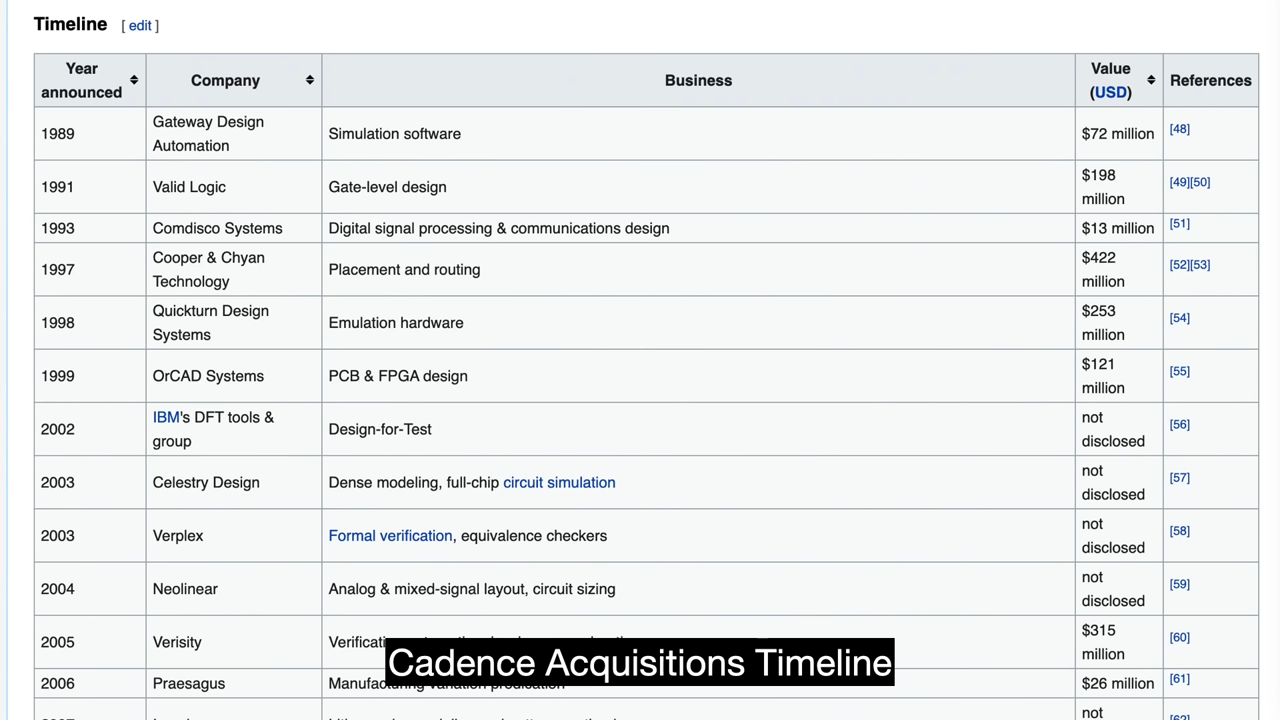 Timeline [ edit ]
Year announced Company Business Value (USD) References
1989 Gateway Design Automation Simulation software $72 million [48]
1991 Valid Logic Gate-level design $198 million [49][50]
1993 Comdisco Systems Digital signal processing & communications design $13 million [51]
1997 Cooper & Chyan Technology Placement and routing $422 million [52][53]
1998 Quickturn Design Systems Emulation hardware $253 million [54]
1999 OrCAD Systems PCB & FPGA design $121 million [55]
2002 IBM's DFT tools & group Design-for-Test not disclosed [56]
2003 Celestry Design Dense modeling, full-chip circuit simulation not disclosed [57]
2003 Verplex Formal verification, equivalence checkers not disclosed [58]
2004 Neolinear Analog & mixed-signal layout, circuit sizing not disclosed [59]
2005 Verisity $315 million [60]
2006 Praesagus $26 million [61]
not
Cadence Acquisitions Timeline